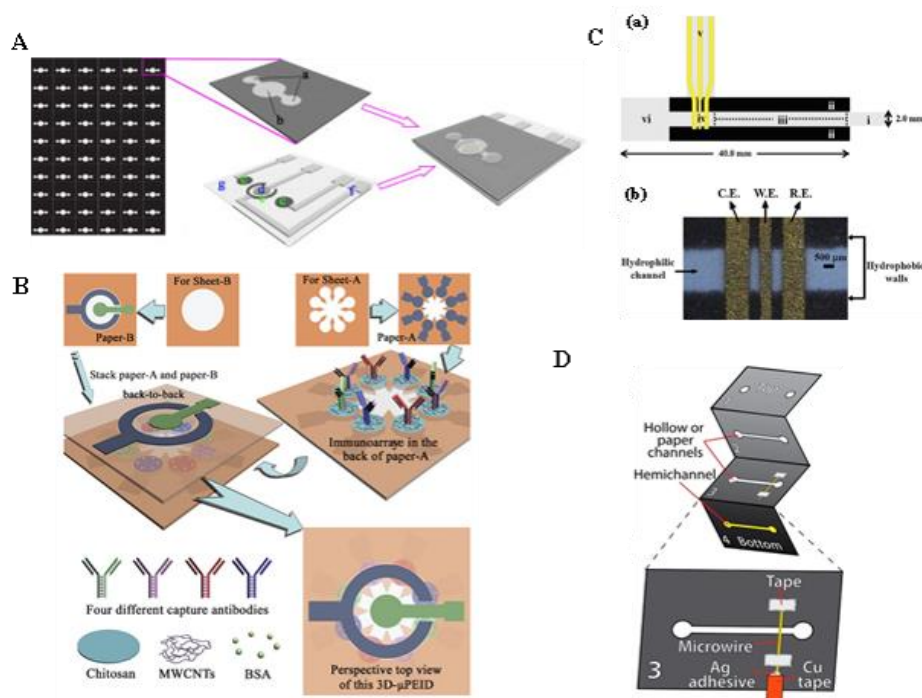 A
a
b
g
d
f
B
For Sheet-B
For Sheet-A
Paper-B
Paper-A
Stack paper-A and paper-B
back-to-back
Immunoarraye in the
back of paper-A
Four different capture antibodies
Chitosan
MWCNTs
BSA
Perspective top view
of this 3D-μPEID
C
(a)
v
ii
vi
iv
iii
i
2.0 mm
ii
40.0 mm
(b)
C.E.
W.E.
R.E.
500 μm
Hydrophilic
channel
Hydrophobic
walls
D
Hollow or
paper
channels
Hemichannel
4 Bottom
Tape
Microwire
3
Ag
adhesive
Cu
tape